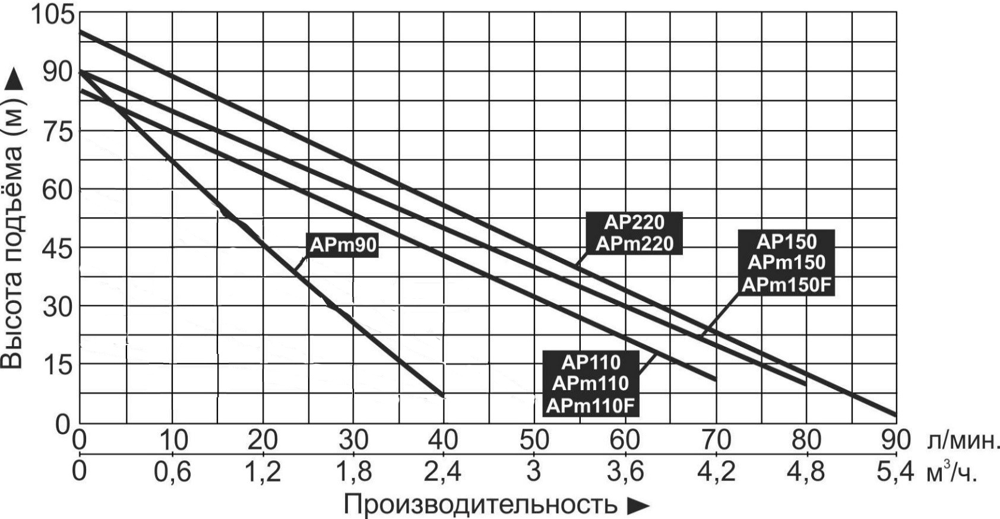 Высота подъёма (м)
105
90
75
60
45
30
15
0
APm90
AP220
APm220
AP150
APm150
APm150F
AP110
APm110
APm110F
0 10 20 30 40 50 60 70 80 90 л/мин.
0 0,6 1,2 1,8 2,4 3 3,6 4,2 4,8 5,4 м³/ч.
Производительность